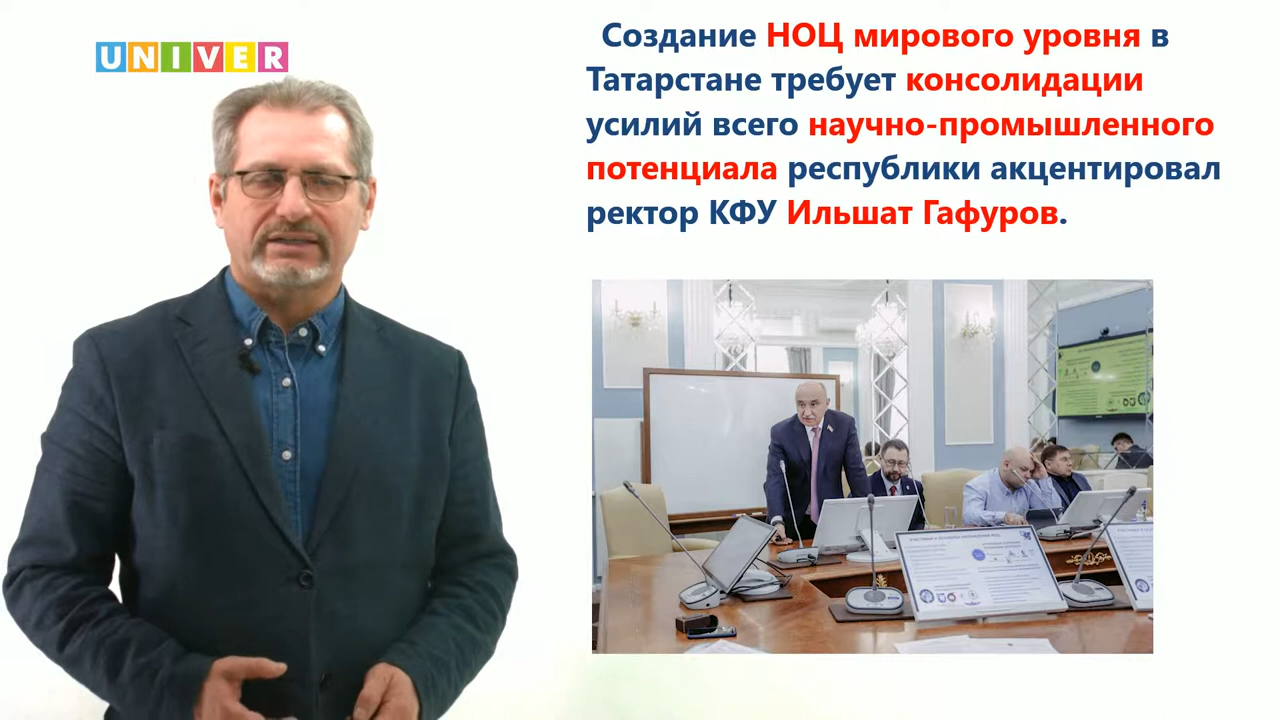 UNIVER
Создание НОЦ мирового уровня в
Татарстане требует консолидации
усилий всего научно-промышленного
потенциала республики акцентировал
ректор КФУ Ильшат Гафуров.